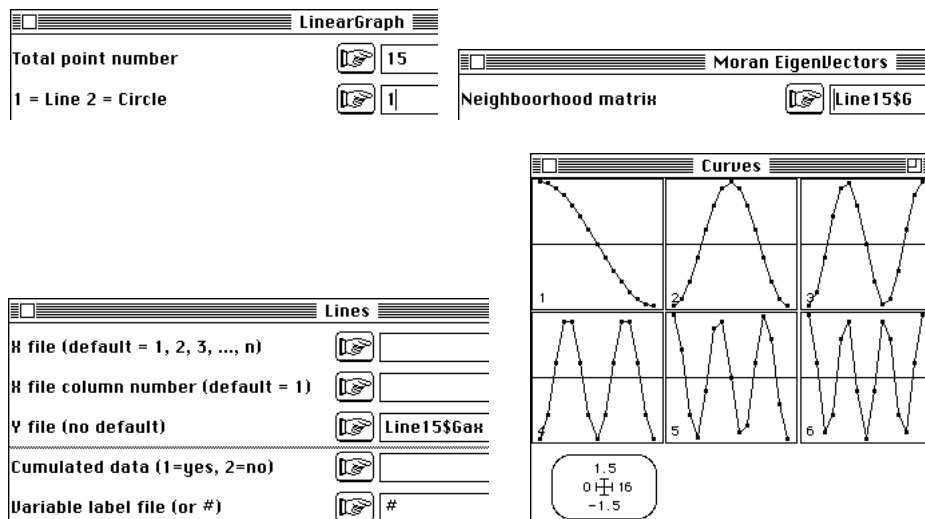 LinearGraph
Total point number 15
1 = Line 2 = Circle 1
Moran EigenVectors
Neighboorhood matrix Line15$G
Lines
X file (default = 1, 2, 3, ..., n)
X file column number (default = 1)
Y file (no default) Line15$Gax
Cumulated data (1=yes, 2=no)
Variable label file (or #) #
Curves
1
2
3
4
5
6
1.5
0 16
-1.5